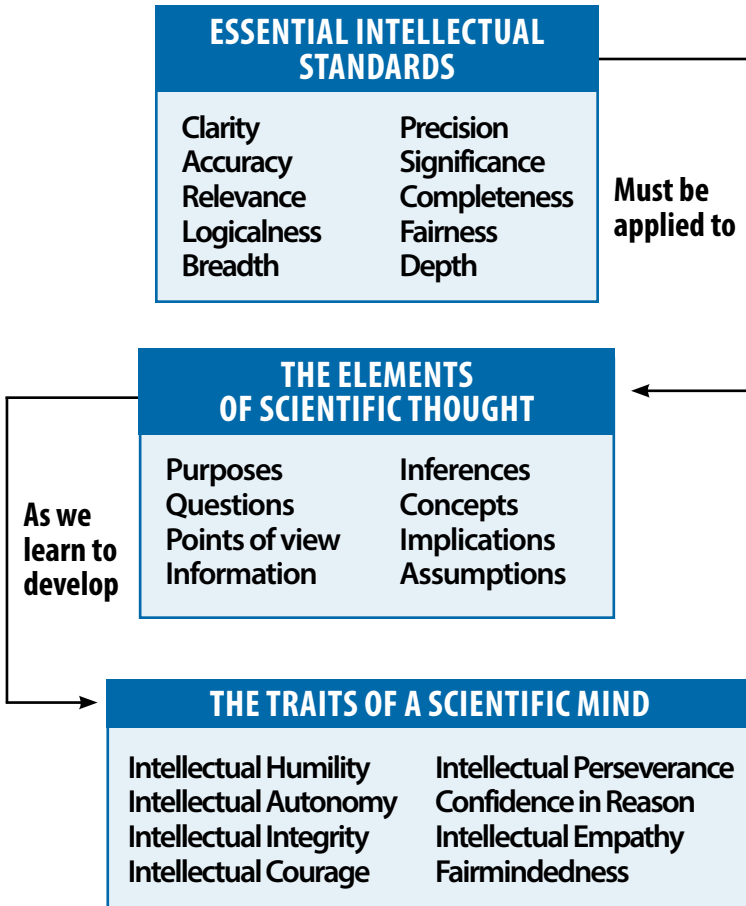 ESSENTIAL INTELLECTUAL
STANDARDS
Clarity
Accuracy
Relevance
Logicalness
Breadth
Precision
Significance
Completeness
Fairness
Depth
Must be
applied to
THE ELEMENTS
OF SCIENTIFIC THOUGHT
Purposes
Questions
Points of view
Information
Inferences
Concepts
Implications
Assumptions
As we
learn to
develop
THE TRAITS OF A SCIENTIFIC MIND
Intellectual Humility
Intellectual Autonomy
Intellectual Integrity
Intellectual Courage
Intellectual Perseverance
Confidence in Reason
Intellectual Empathy
Fairmindedness